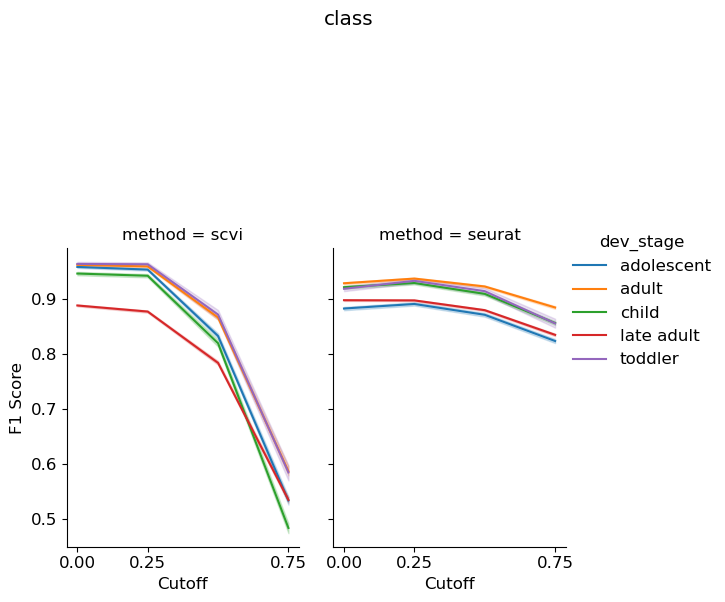 class
method = scvi
method = seurat
dev_stage
adolescent
adult
child
late adult
toddler
F1 Score
0.9
0.8
0.7
0.6
0.5
0.00 0.25 0.75
0.00 0.25 0.75
Cutoff
Cutoff